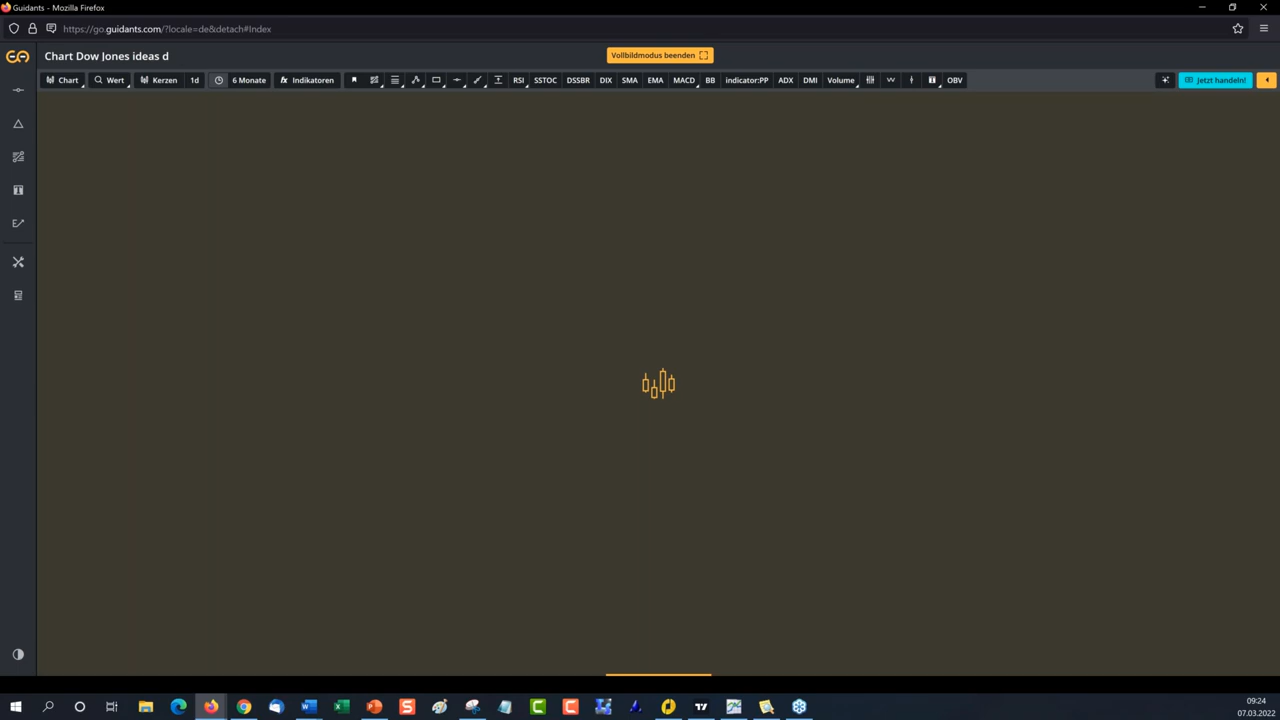 Guidants - Mozilla Firefox
https://go.guidants.com/?locale=de&detach#Index
Chart Dow Jones ideas d
Vollbildmodus beenden
Chart Wert Kerzen 1d 6 Monate fx Indikatoren RSI SSTOC DSSBR DIX SMA EMA MACD BB indicator:PP ADX DMI Volume OBV Jetzt handeln!
09:24
07.03.2022